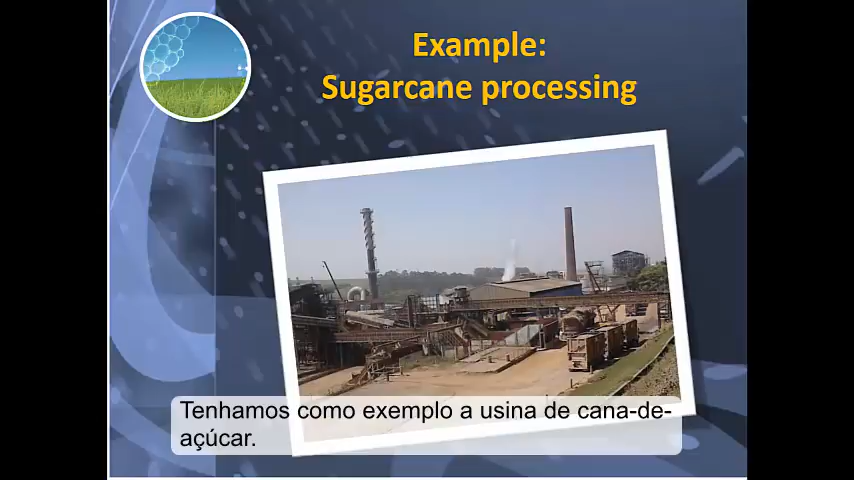 Example:
Sugarcane processing
Tenhamos como exemplo a usina de cana-de-
açúcar.